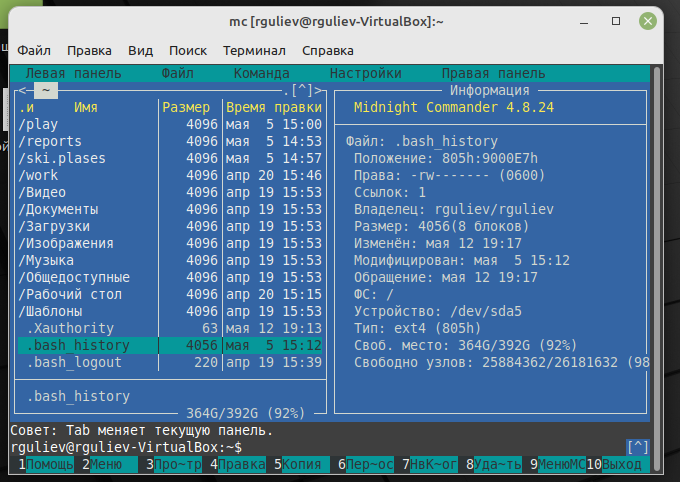 mc [rguliev@rguliev-VirtualBox]:~
Файл Правка Вид Поиск Терминал Справка
Левая панель Файл Команда Настройки Правая панель
<─ ~ ─.[^]>
.и Имя Размер Время правки
/play 4096 мая 5 15:00
/reports 4096 мая 5 14:53
/ski.plases 4096 мая 5 14:57
/work 4096 апр 20 15:46
/Видео 4096 апр 19 15:53
/Документы 4096 апр 19 15:53
/Загрузки 4096 апр 19 15:53
/Изображения 4096 апр 19 15:53
/Музыка 4096 апр 19 15:53
/Общедоступные 4096 апр 19 15:53
/Рабочий стол 4096 апр 20 15:15
/Шаблоны 4096 апр 19 15:53
.Xauthority 63 мая 12 19:13
.bash_history 4056 мая 5 15:12
.bash_logout 220 апр 19 15:39
.bash_history
364G/392G (92%)
Информация
Midnight Commander 4.8.24
Файл: .bash_history
Положение: 805h:9000E7h
Права: -rw------- (0600)
Ссылок: 1
Владелец: rguliev/rguliev
Размер: 4056(8 блоков)
Изменён: мая 12 19:17
Модифицирован: мая 5 15:12
Обращение: мая 12 19:17
ФС: /
Устройство: /dev/sda5
Тип: ext4 (805h)
Своб. место: 364G/392G (92%)
Свободно узлов: 25884362/26181632 (98
Совет: Tab меняет текущую панель.
rguliev@rguliev-VirtualBox:~$ [^]
1Помощь 2Меню 3Про~тр 4Правка 5Копия 6Пер~ос 7НвК~ог 8Уда~ть 9МенюМС 10Выход